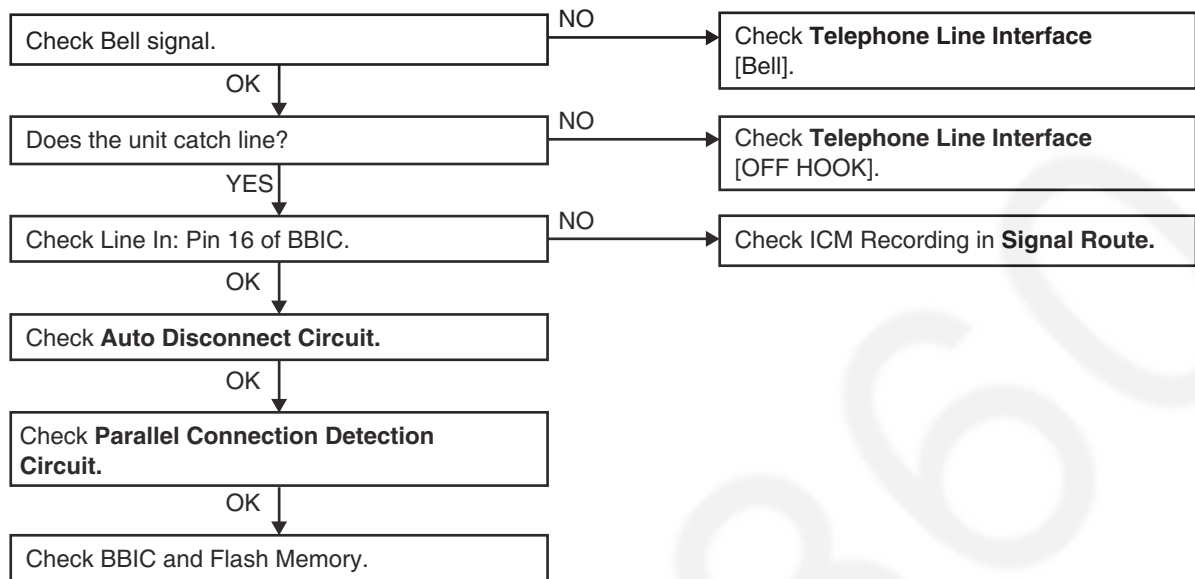 Check Bell signal.
NO
Check Telephone Line Interface
[Bell].
OK
Does the unit catch line?
NO
Check Telephone Line Interface
[OFF HOOK].
YES
Check Line In: Pin 16 of BBIC.
NO
Check ICM Recording in Signal Route.
OK
Check Auto Disconnect Circuit.
OK
Check Parallel Connection Detection
Circuit.
OK
Check BBIC and Flash Memory.
360